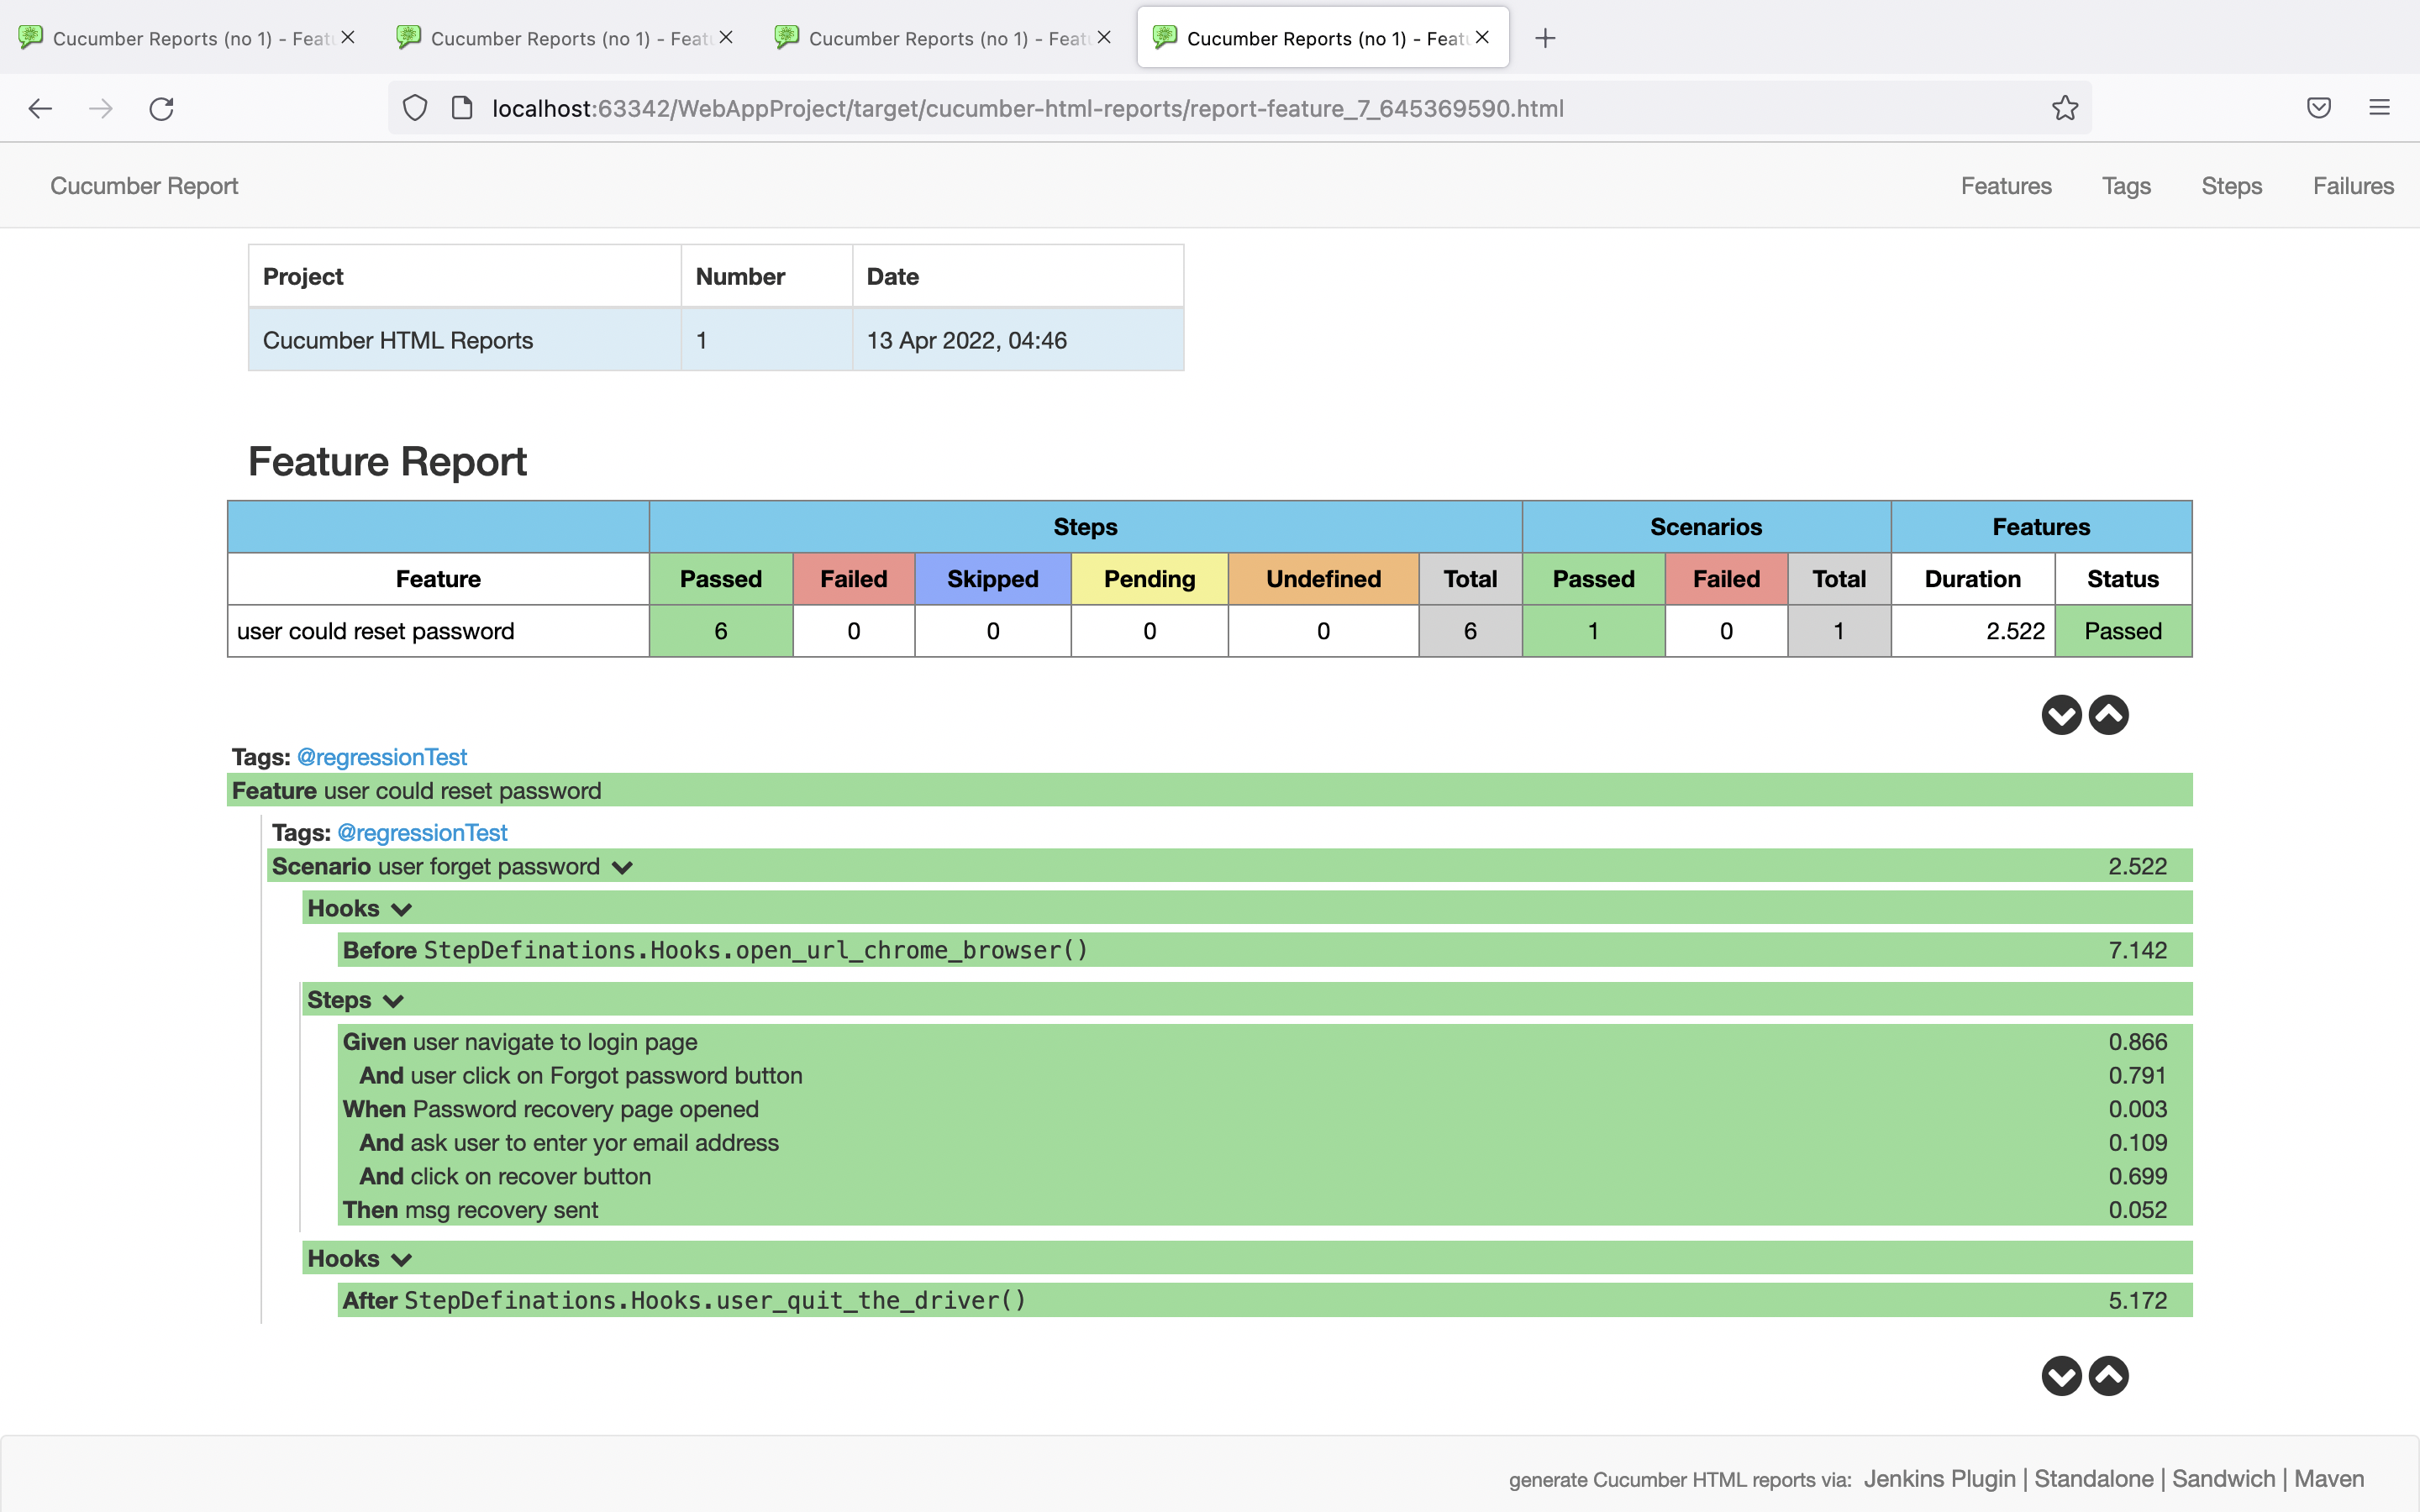 Cucumber Reports (no 1) - Featu Cucumber Reports (no 1) - Featu Cucumber Reports (no 1) - Featu Cucumber Reports (no 1) - Featu
localhost:63342/WebAppProject/target/cucumber-html-reports/report-feature_7_645369590.html
Cucumber Report Features Tags Steps Failures
Project Number Date
Cucumber HTML Reports 1 13 Apr 2022, 04:46
Feature Report
Steps Scenarios Features
Feature Passed Failed Skipped Pending Undefined Total Passed Failed Total Duration Status
user could reset password 6 0 0 0 0 6 1 0 1 2.522 Passed
Tags: @regressionTest
Feature user could reset password
Tags: @regressionTest
Scenario user forget password 2.522
Hooks
Before StepDefinations.Hooks.open_url_chrome_browser() 7.142
Steps
Given user navigate to login page 0.866
And user click on Forgot password button 0.791
When Password recovery page opened 0.003
And ask user to enter yor email address 0.109
And click on recover button 0.699
Then msg recovery sent 0.052
Hooks
After StepDefinations.Hooks.user_quit_the_driver() 5.172
generate Cucumber HTML reports via: Jenkins Plugin | Standalone | Sandwich | Maven